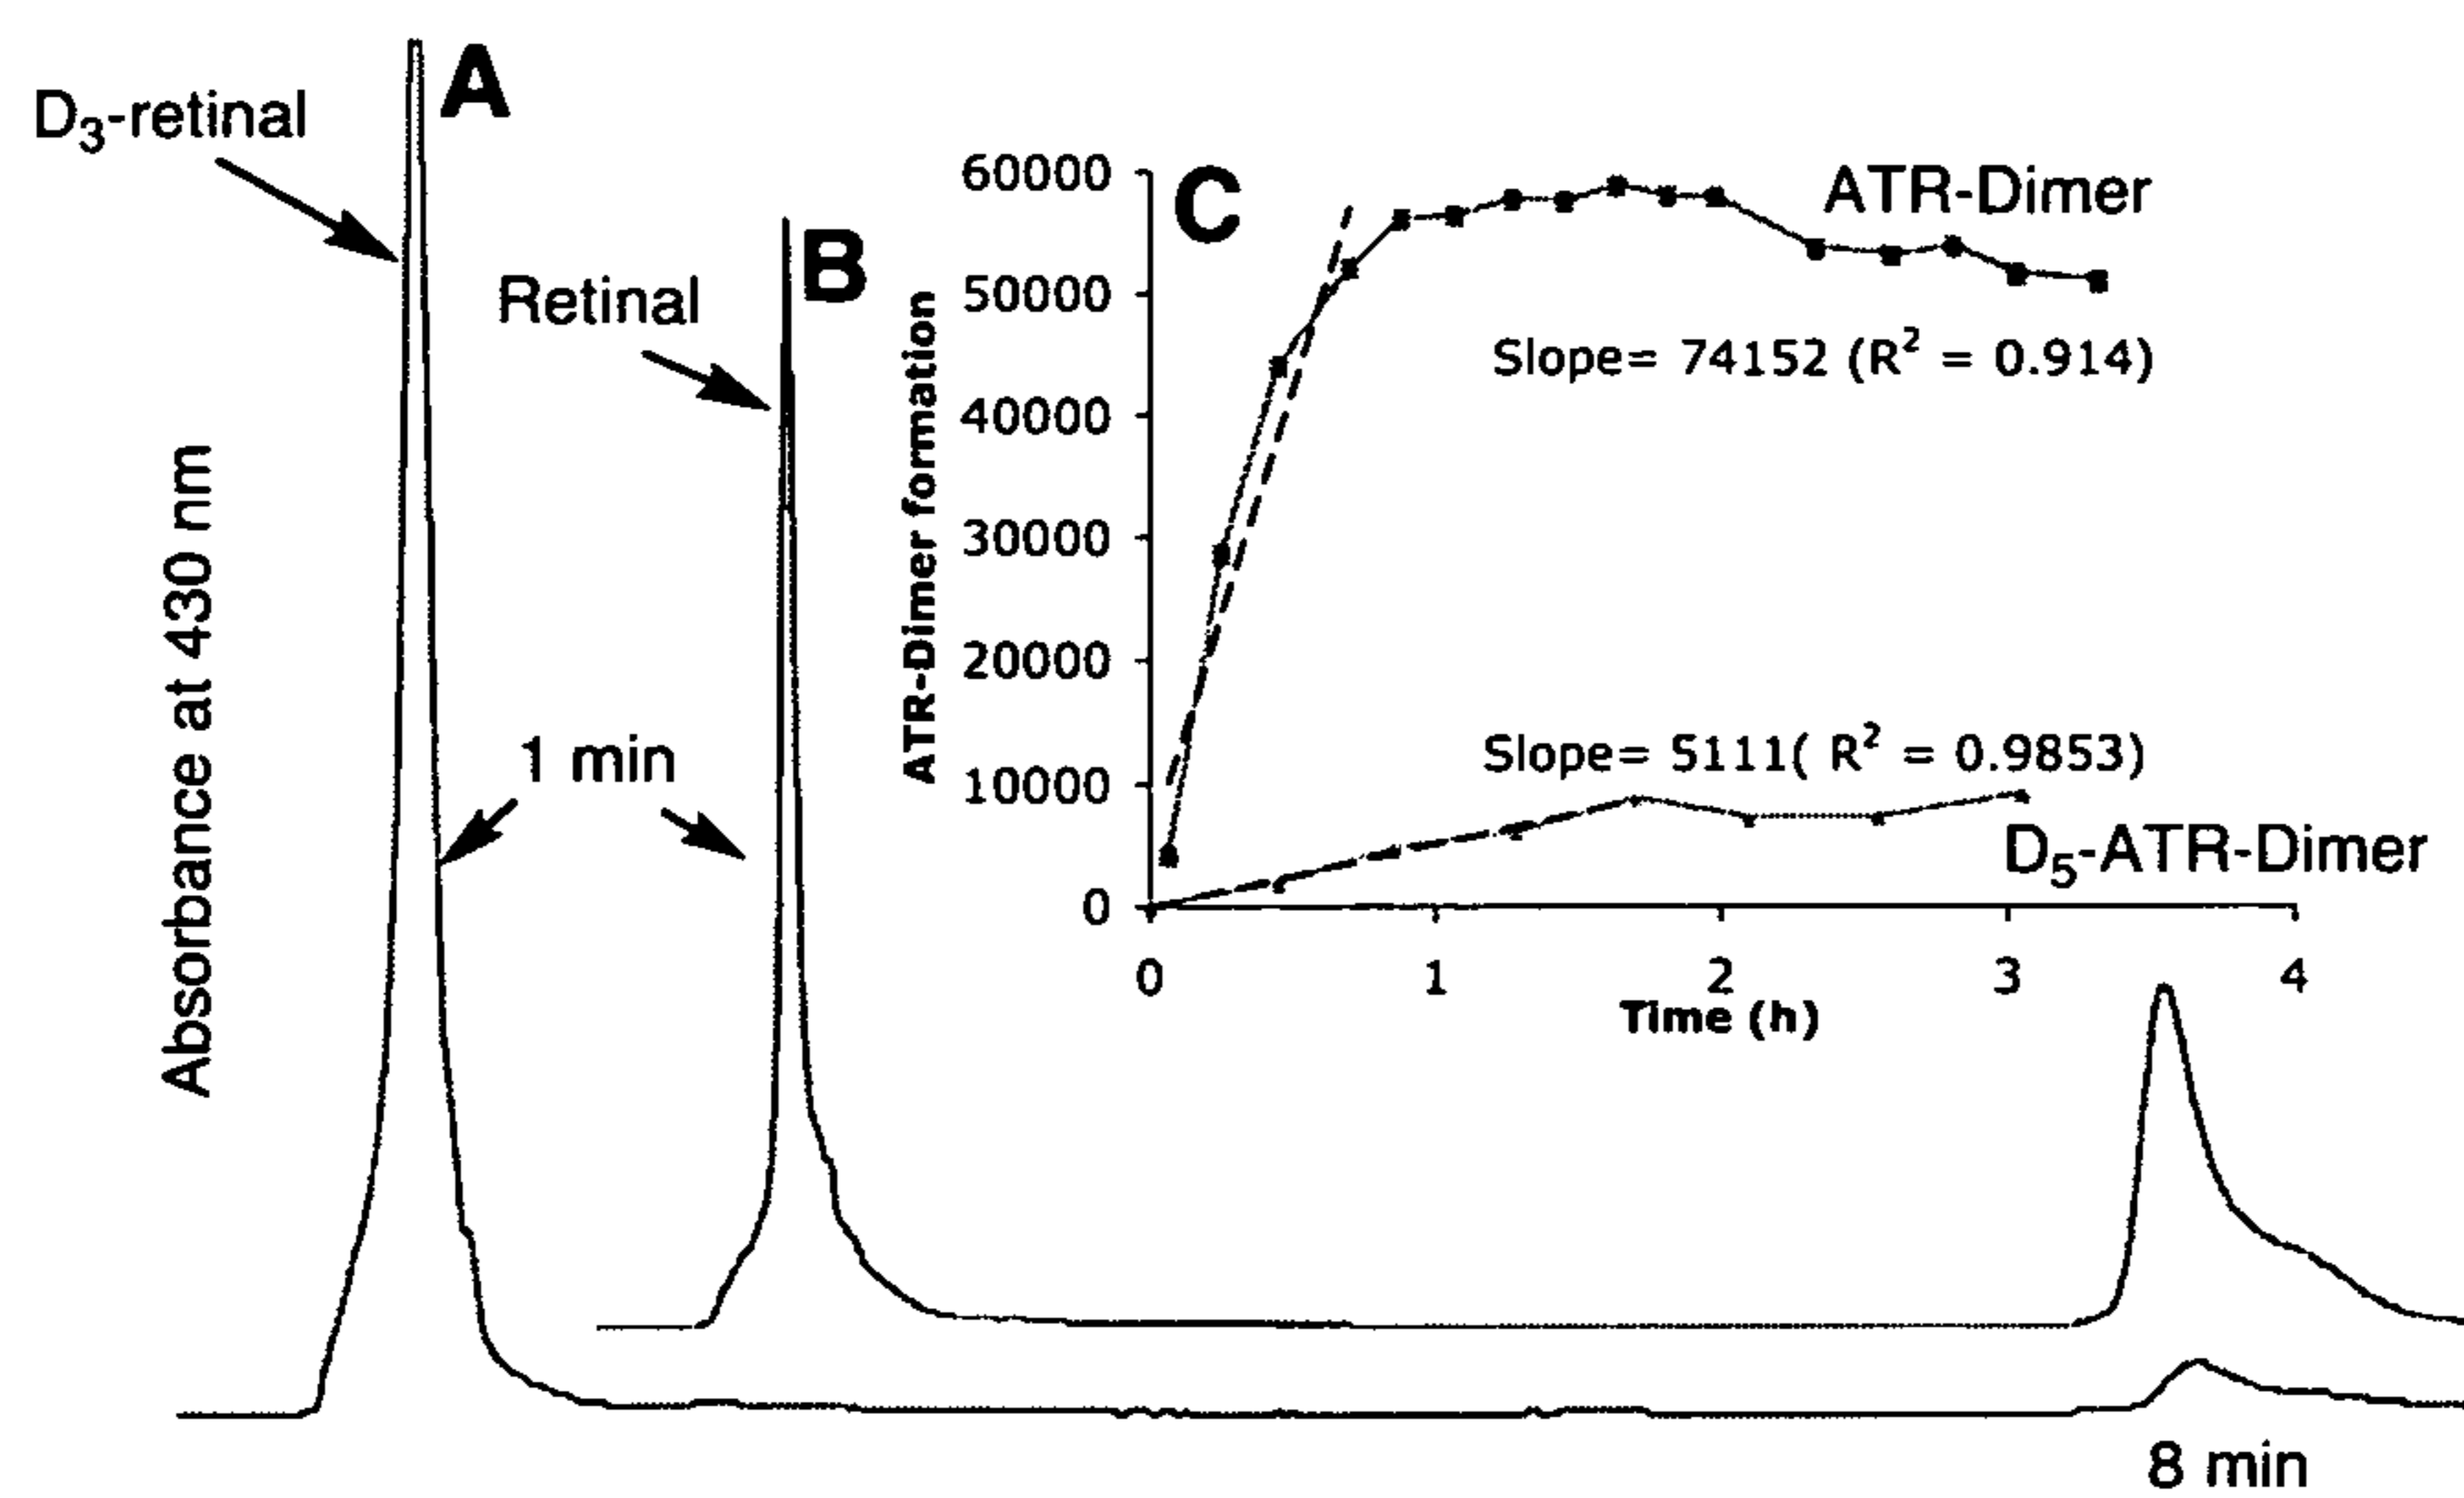 A
D3-retinal
B
Retinal
1 min
Absorbance at 430 nm
C
ATR-Dimer formation
60000
50000
40000
30000
20000
10000
0
ATR-Dimer
Slope= 74152 (R² = 0.914)
Slope= 5111( R² = 0.9853)
D5-ATR-Dimer
0 1 2 3 4
Time (h)
8 min